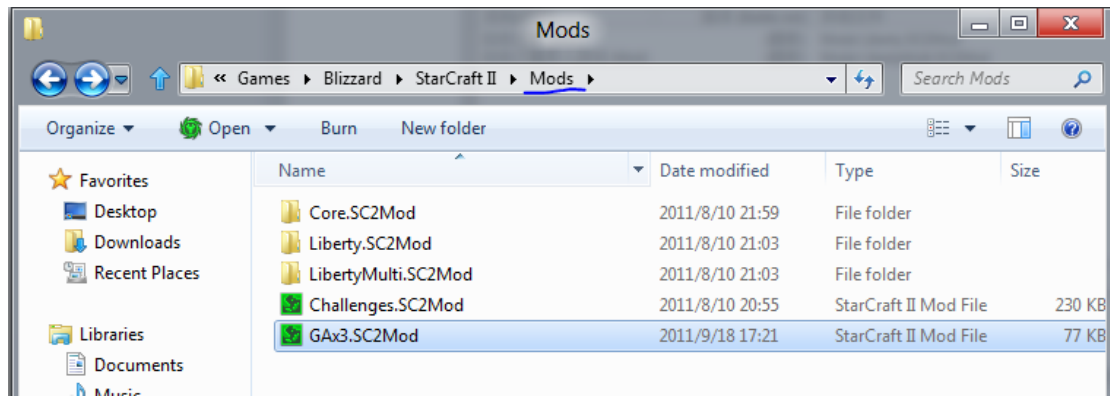 Mods
« Games ▸ Blizzard ▸ StarCraft II ▸ Mods ▸ Search Mods
Organize ▾ Open ▾ Burn New folder
Name Date modified Type Size
Favorites
Desktop
Downloads
Recent Places
Libraries
Documents
Music
Core.SC2Mod 2011/8/10 21:59 File folder
Liberty.SC2Mod 2011/8/10 21:03 File folder
LibertyMulti.SC2Mod 2011/8/10 21:03 File folder
Challenges.SC2Mod 2011/8/10 20:55 StarCraft II Mod File 230 KB
GAx3.SC2Mod 2011/9/18 17:21 StarCraft II Mod File 77 KB